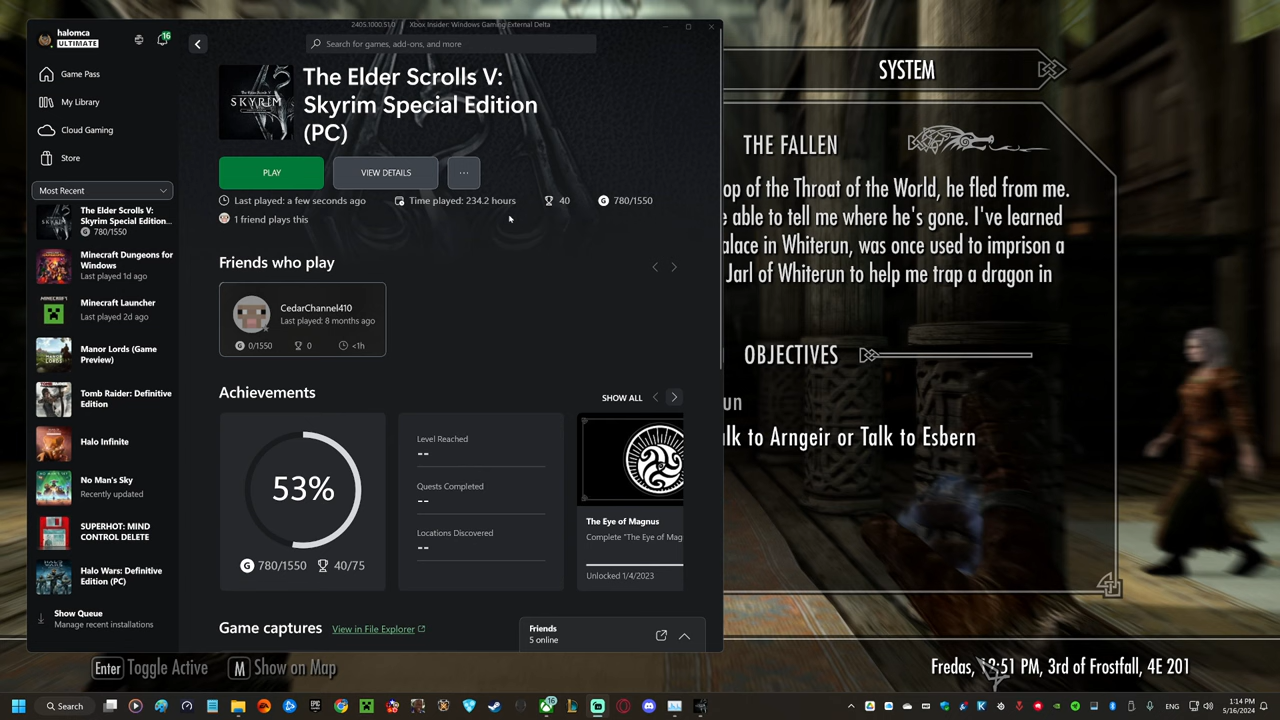 2405.1000.51.0 | Xbox Insider: Windows Gaming External Delta
halomca
ULTIMATE
16
Search for games, add-ons, and more
Game Pass
My Library
Cloud Gaming
Store
Most Recent
The Elder Scrolls V:
Skyrim Special Edition...
780/1550
Minecraft Dungeons for
Windows
Last played 1d ago
Minecraft Launcher
Last played 2d ago
Manor Lords (Game
Preview)
Tomb Raider: Definitive
Edition
Halo Infinite
No Man's Sky
Recently updated
SUPERHOT: MIND
CONTROL DELETE
Halo Wars: Definitive
Edition (PC)
Show Queue
Manage recent installations
SKYRIM
The Elder Scrolls V:
Skyrim Special Edition
(PC)
PLAY
VIEW DETAILS
...
Last played: a few seconds ago
Time played: 234.2 hours
40
G 780/1550
1 friend plays this
Friends who play
CedarChannel410
Last played: 8 months ago
G 0/1550
0
<1h
Achievements
SHOW ALL
53%
G 780/1550
40/75
Level Reached
--
Quests Completed
--
Locations Discovered
--
The Eye of Magnus
Complete "The Eye of Mag
Unlocked 1/4/2023
Game captures
View in File Explorer
Friends
5 online
SYSTEM
THE FALLEN
op of the Throat of the World, he fled from me.
e able to tell me where he's gone. I've learned
alace in Whiterun, was once used to imprison a
Jarl of Whiterun to help me trap a dragon in
OBJECTIVES
un
lk to Arngeir or Talk to Esbern
Enter Toggle Active
M Show on Map
Fredas, :51 PM, 3rd of Frostfall, 4E 201
Search
ENG
1:14 PM
5/16/2024